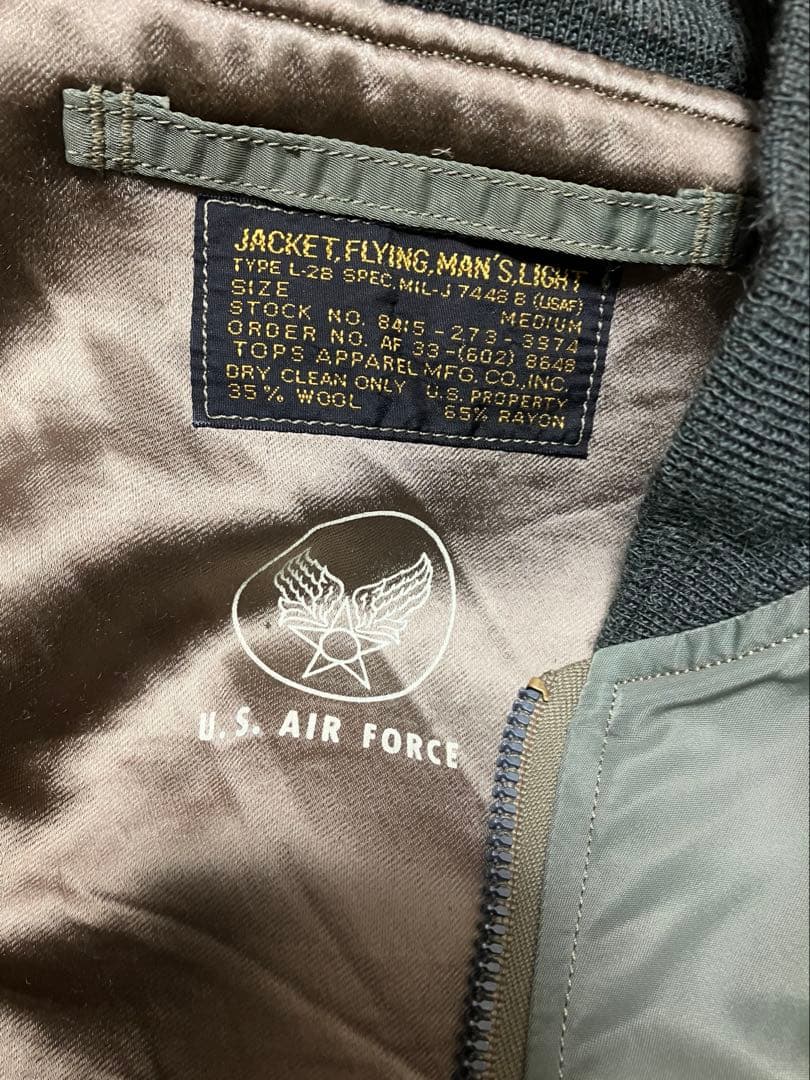 JACKET, FLYING, MAN'S, LIGHT
TYPE L-2B SPEC. MIL-J 7448 B (USAF)
SIZE MEDIUM
STOCK NO. 8415-273-3974
ORDER NO. AF 33-(602) 8648
TOPS APPAREL MFG. CO., INC.
DRY CLEAN ONLY U.S. PROPERTY
35% WOOL 65% RAYON
U.S. AIR FORCE